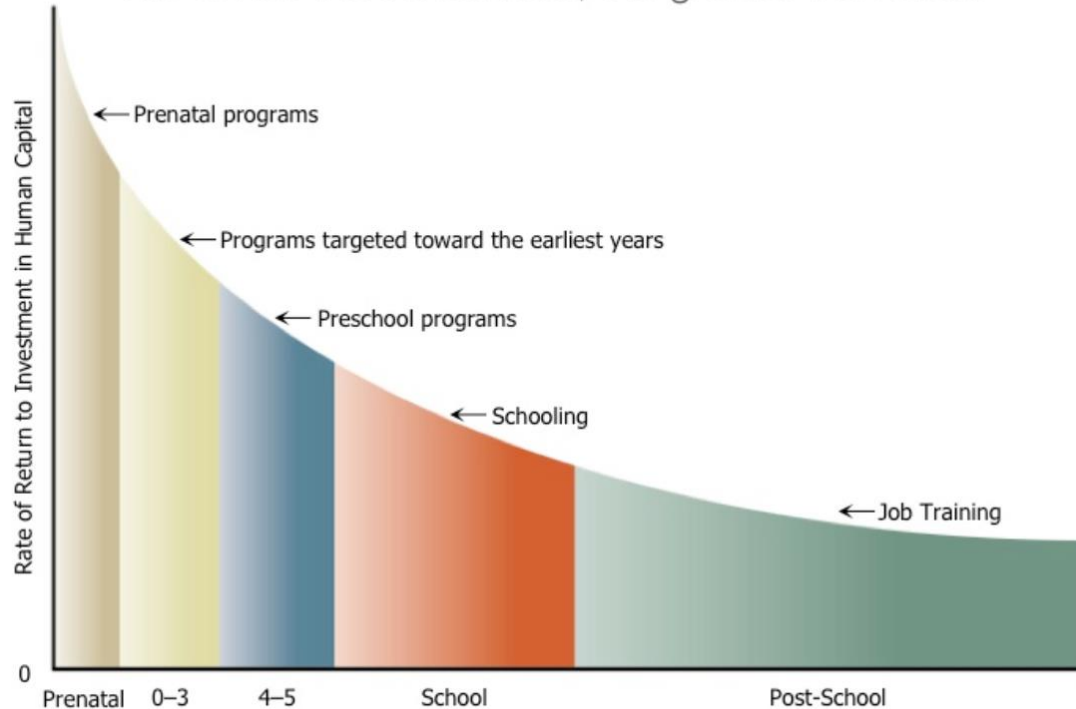 Prenatal programs
Programs targeted toward the earliest years
Preschool programs
Schooling
Job Training
Rate of Return to Investment in Human Capital
0
Prenatal 0–3 4–5 School Post-School